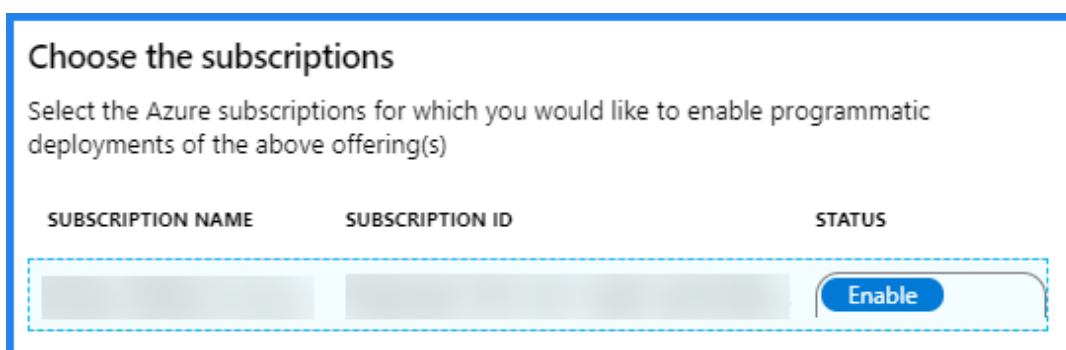 Choose the subscriptions
Select the Azure subscriptions for which you would like to enable programmatic
deployments of the above offering(s)
SUBSCRIPTION NAME SUBSCRIPTION ID STATUS
Enable